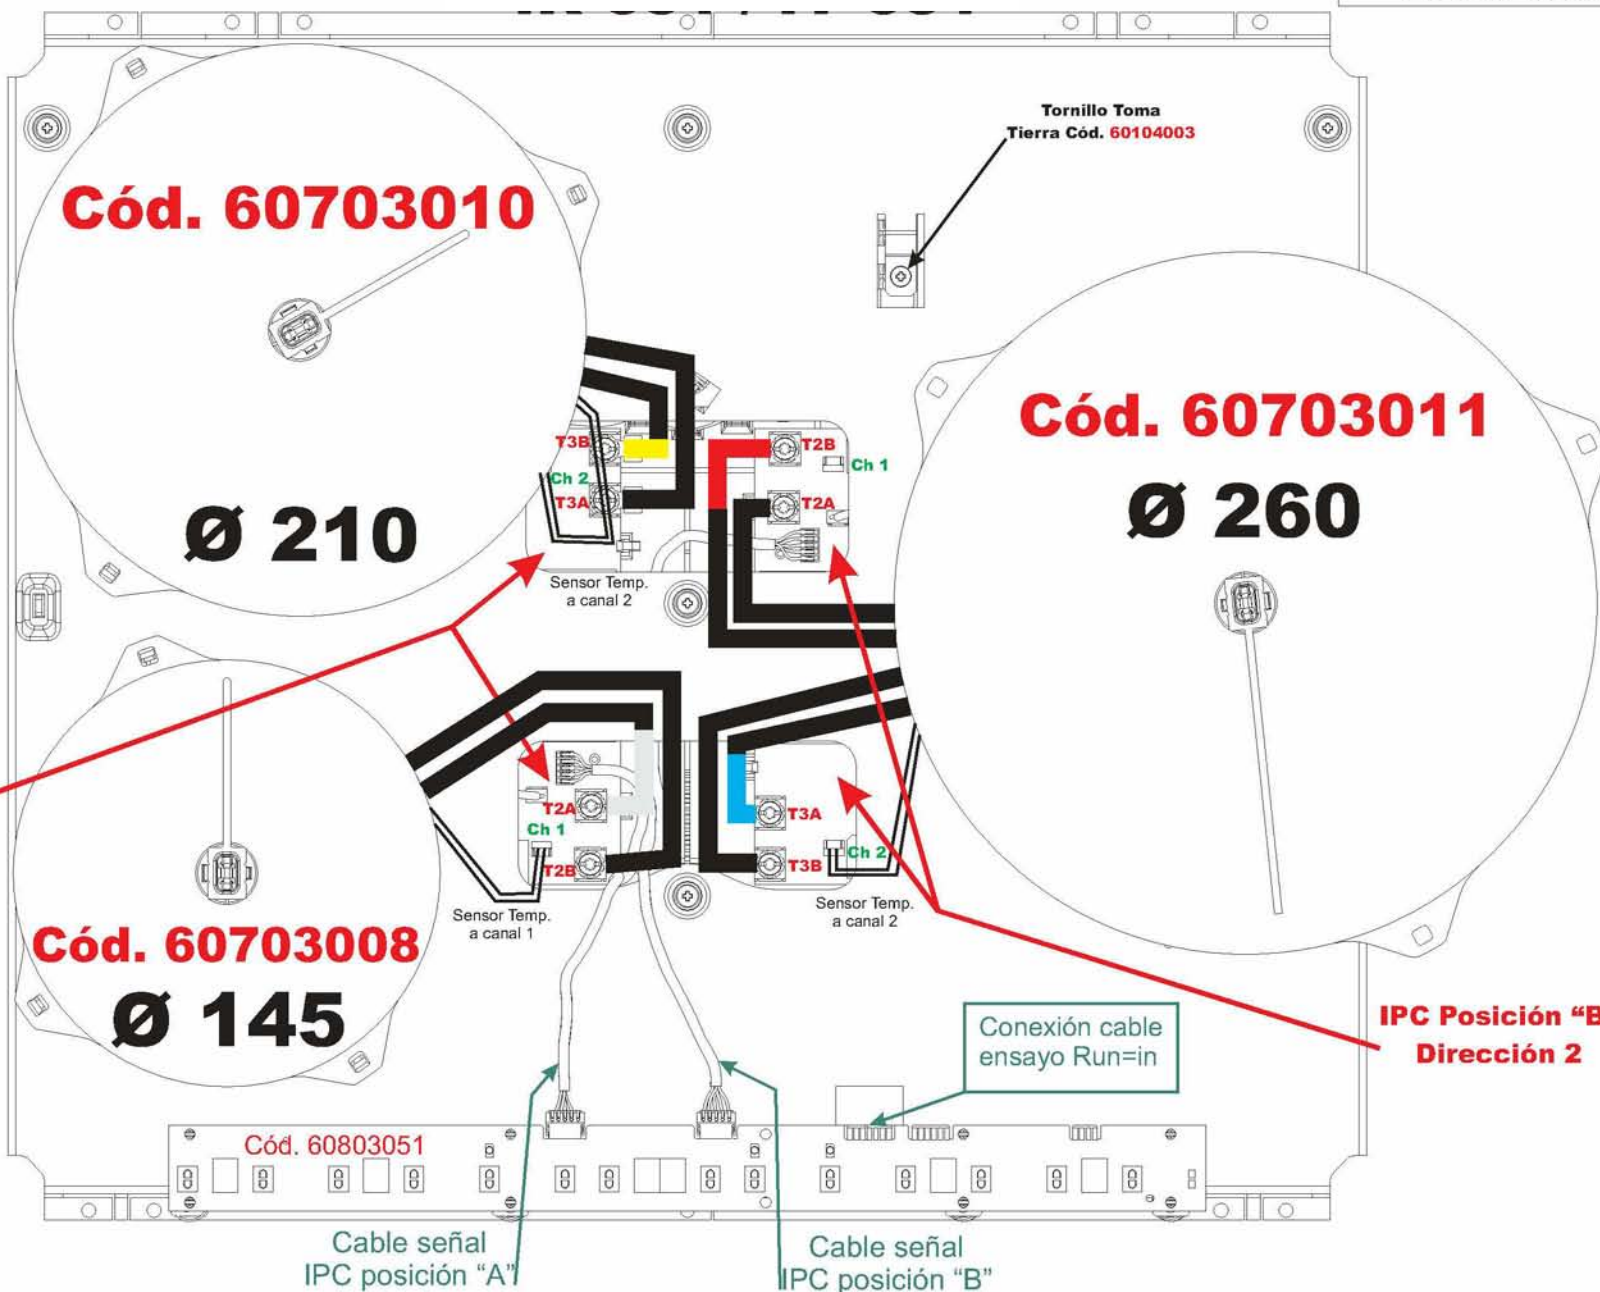 Tornillo Toma
Tierra Cód. 60104003
Cód. 60703010
Ø 210
Cód. 60703011
Ø 260
T3B
Ch 2
T3A
T2B
Ch 1
T2A
Sensor Temp.
a canal 2
T2A
Ch 1
T2B
T3A
Ch 2
T3B
Sensor Temp.
a canal 1
Sensor Temp.
a canal 2
Cód. 60703008
Ø 145
IPC Posición “B
Dirección 2
Conexión cable
ensayo Run=in
Cód. 60803051
Cable señal
IPC posición “A”
Cable señal
IPC posición “B”